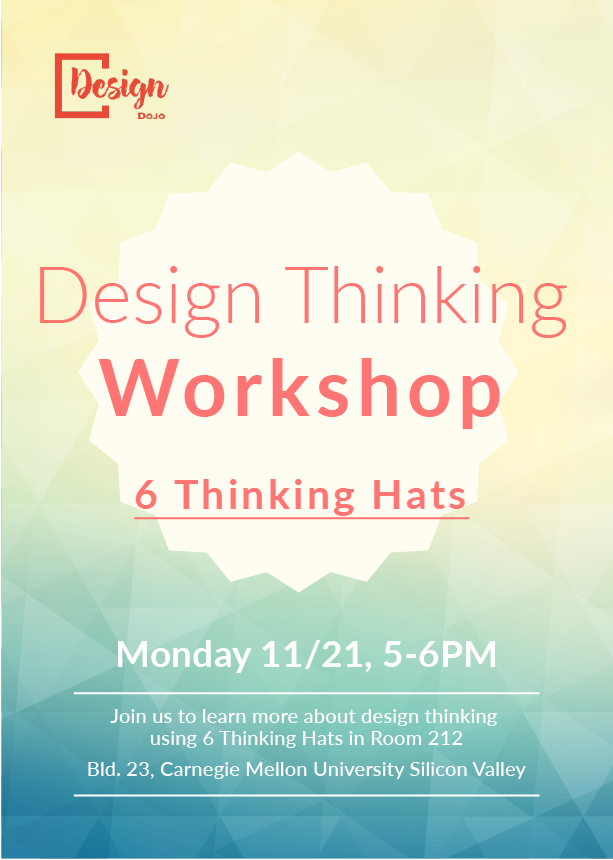 Design
DOJO
Design Thinking
Workshop
6 Thinking Hats
Monday 11/21, 5-6PM
Join us to learn more about design thinking
using 6 Thinking Hats in Room 212
Bld. 23, Carnegie Mellon University Silicon Valley